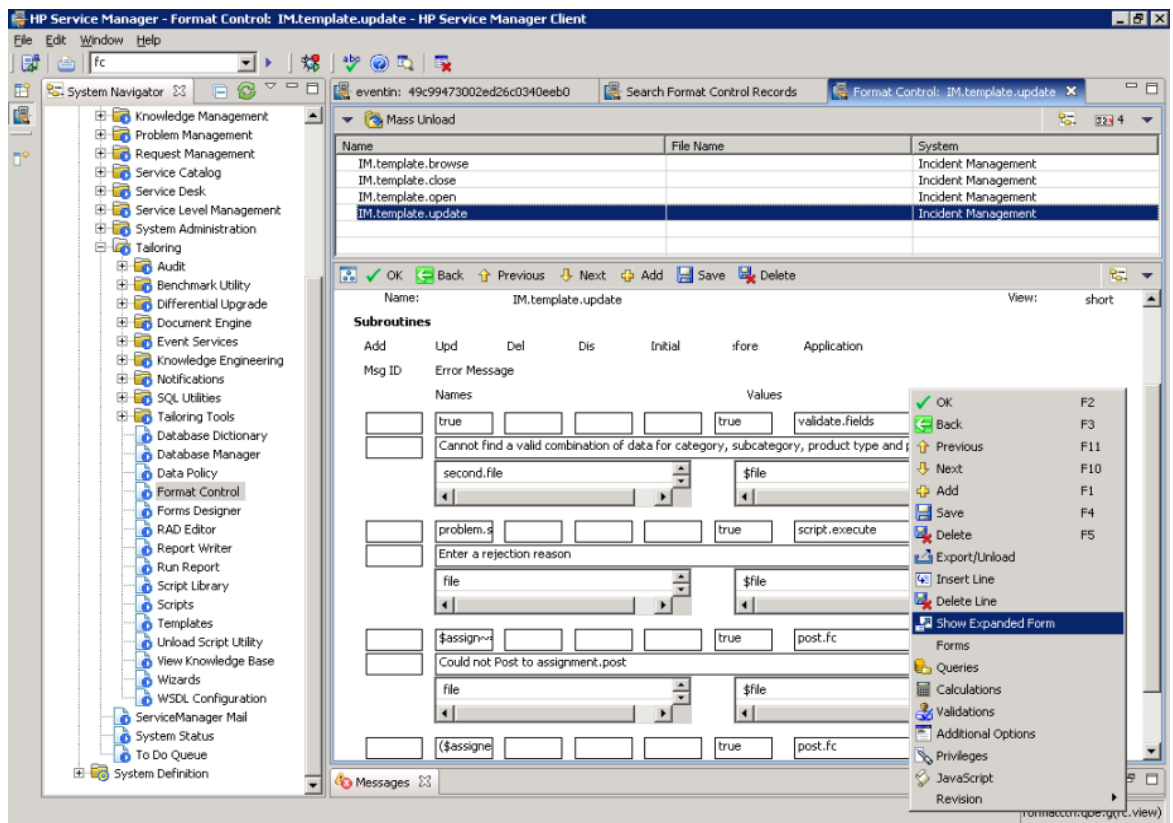 HP Service Manager - Format Control: IM.template.update - HP Service Manager Client
File Edit Window Help
fc
System Navigator
eventin: 49c99473002ed26c0340eeb0 Search Format Control Records Format Control: IM.template.update
Mass Unload
4
Name File Name System
IM.template.browse Incident Management
IM.template.close Incident Management
IM.template.open Incident Management
IM.template.update Incident Management
Knowledge Management
Problem Management
Request Management
Service Catalog
Service Desk
Service Level Management
System Administration
Tailoring
Audit
Benchmark Utility
Differential Upgrade
Document Engine
Event Services
Knowledge Engineering
Notifications
SQL Utilities
Tailoring Tools
Database Dictionary
Database Manager
Data Policy
Format Control
Forms Designer
RAD Editor
Report Writer
Run Report
Script Library
Scripts
Templates
Unload Script Utility
View Knowledge Base
Wizards
WSDL Configuration
ServiceManager Mail
System Status
To Do Queue
System Definition
OK Back Previous Next Add Save Delete
Name: IM.template.update View: short
Subroutines
Add Upd Del Dis Initial :fore Application
Msg ID Error Message
Names Values
true true validate.fields
Cannot find a valid combination of data for category, subcategory, product type and
second.file $file
problem.s true script.execute
Enter a rejection reason
file $file
$assign~ true post.fc
Could not Post to assignment.post
file $file
($assigne true post.fc
Messages
OK F2
Back F3
Previous F11
Next F10
Add F1
Save F4
Delete F5
Export/Unload
Insert Line
Delete Line
Show Expanded Form
Forms
Queries
Calculations
Validations
Additional Options
Privileges
JavaScript
Revision